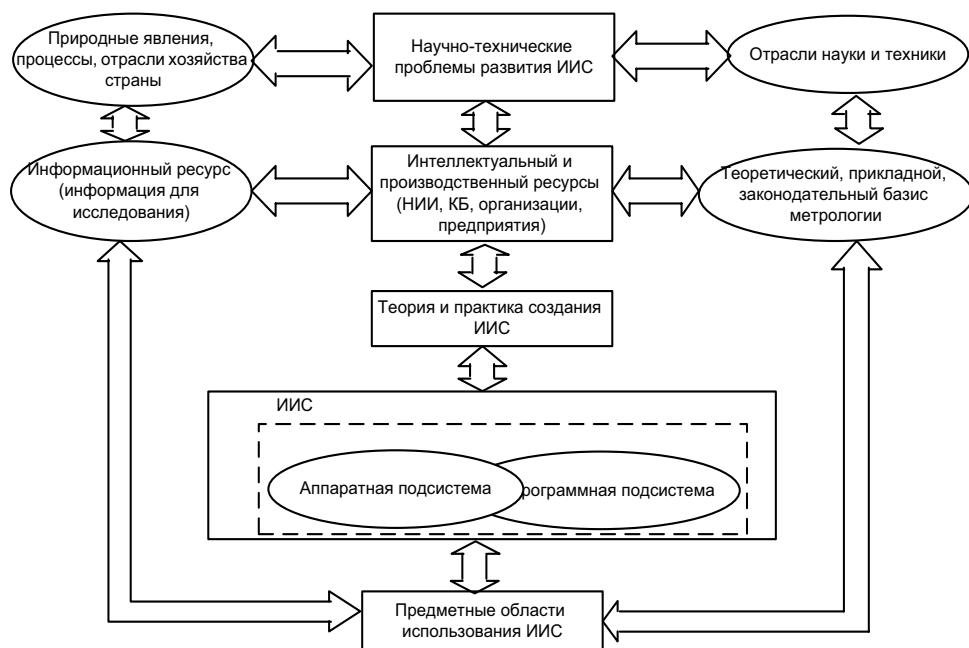 Природные явления,
процессы, отрасли хозяйства
страны
Научно-технические
проблемы развития ИИС
Отрасли науки и техники
Информационный ресурс
(информация для
исследования)
Интеллектуальный и
производственный ресурсы
(НИИ, КБ, организации,
предприятия)
Теоретический, прикладной,
законодательный базис
метрологии
Теория и практика создания
ИИС
ИИС
Аппаратная подсистема
рограммная подсистема
Предметные области
использования ИИС